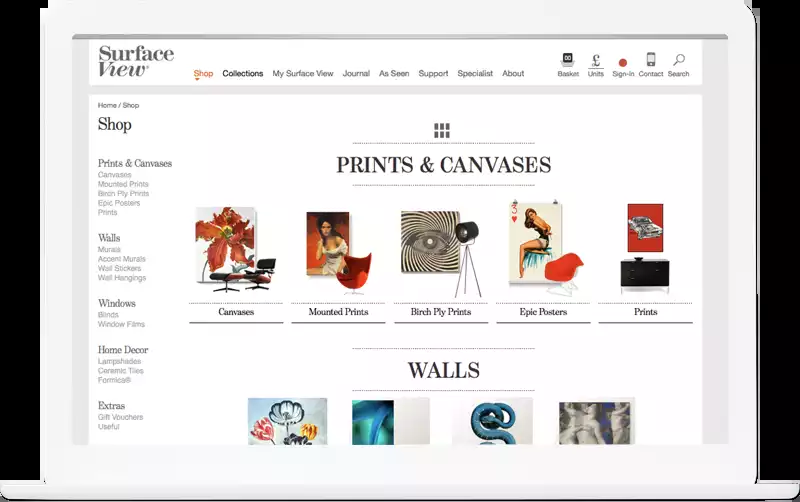 Surface
View®
Shop Collections My Surface View Journal As Seen Support Specialist About
00
£
Basket Units Sign-in Contact Search
Home / Shop
Shop
Prints & Canvases
Canvases
Mounted Prints
Birch Ply Prints
Epic Posters
Prints
Walls
Murals
Accent Murals
Wall Stickers
Wall Hangings
Windows
Blinds
Window Films
Home Decor
Lampshades
Ceramic Tiles
Formica®
Extras
Gift Vouchers
Useful
PRINTS & CANVASES
3
Canvases Mounted Prints Birch Ply Prints Epic Posters Prints
WALLS